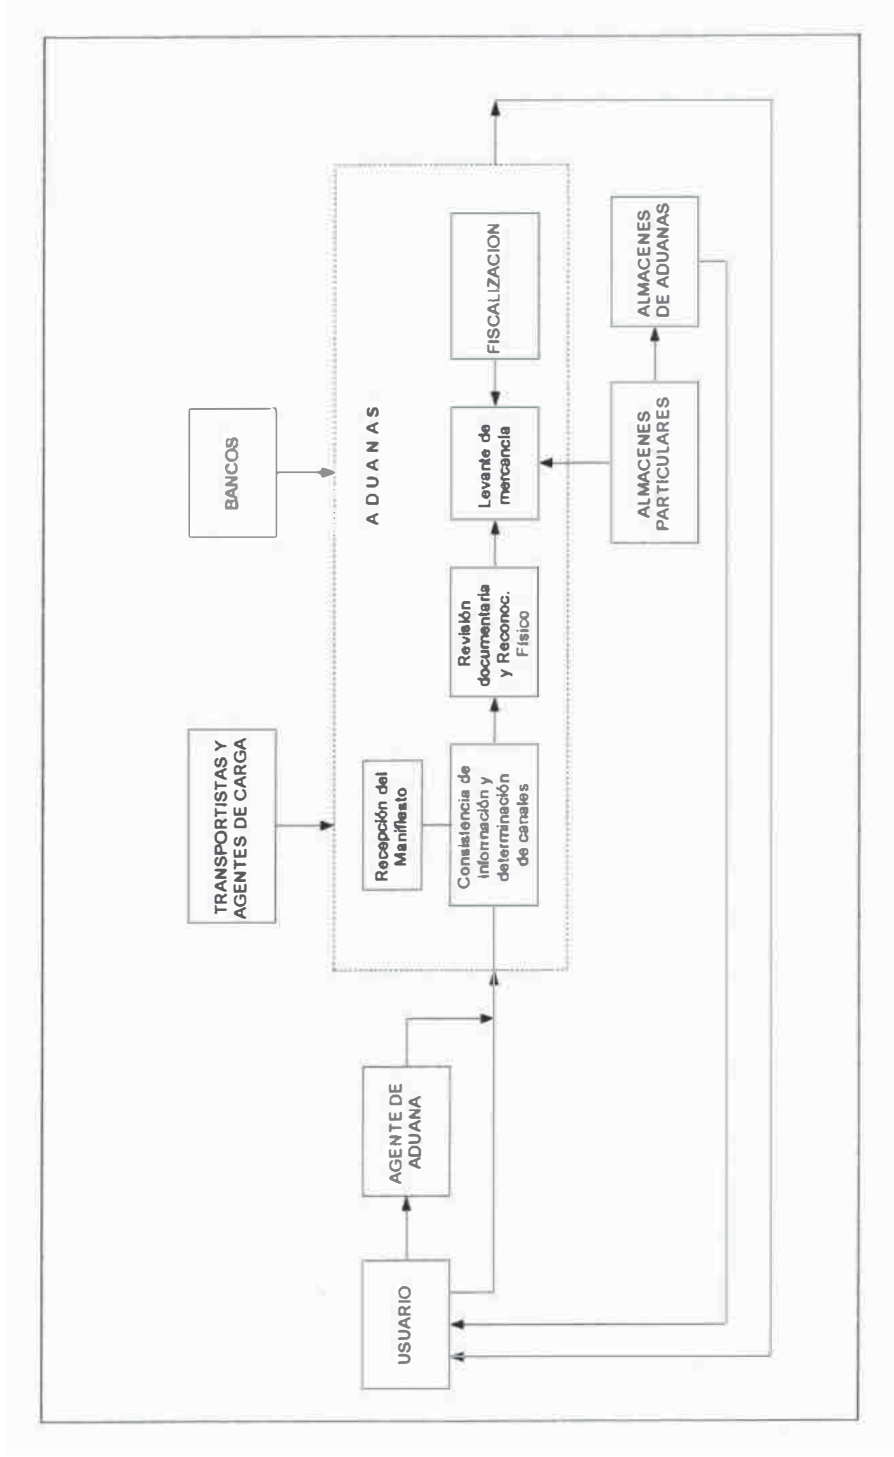 TRANSPORTISTAS Y
AGENTES DE CARGA
BANCOS
ADUANAS
USUARIO
AGENTE DE
ADUANA
Recepción del
Manifiesto
Consistencia de
información y
determinación
de canales
Revisión
documentaria
y Reconoc.
Físico
Levante de
mercancía
FISCALIZACION
ALMACENES
PARTICULARES
ALMACENES
DE ADUANAS